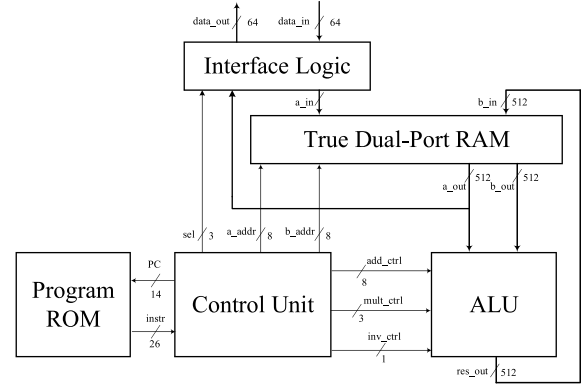 data_out 64 data_in 64
Interface Logic
a_in 512 b_in 512
True Dual-Port RAM
a_out 512 b_out 512
sel 3 a_addr 8 b_addr 8
Program
ROM
PC
14
instr
26
Control Unit
add_ctrl
8
mult_ctrl
3
inv_ctrl
1
ALU
res_out 512